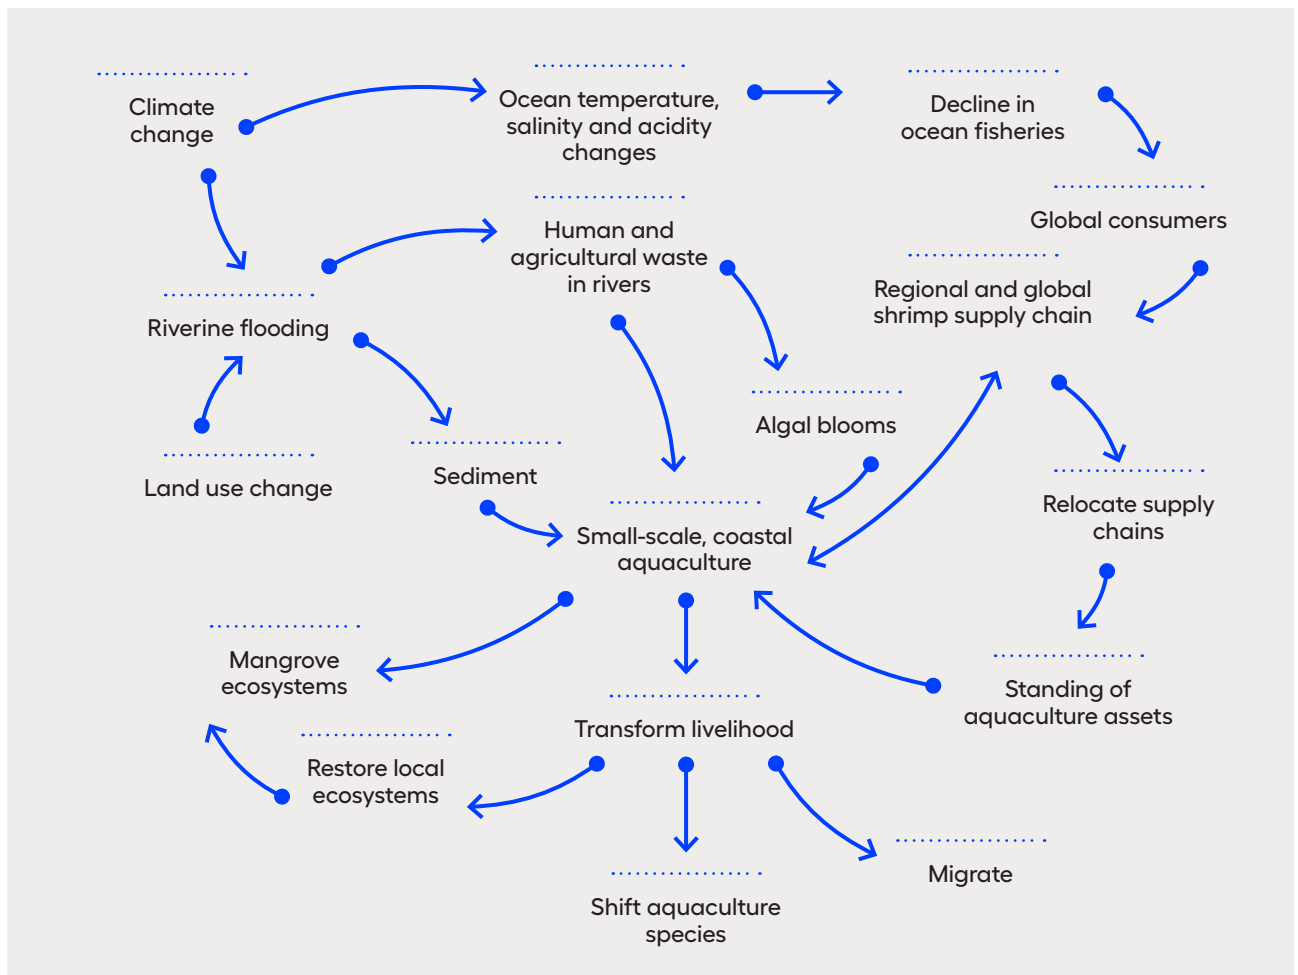 Climate
change
Ocean temperature,
salinity and acidity
changes
Decline in
ocean fisheries
Global consumers
Human and
agricultural waste
in rivers
Regional and global
shrimp supply chain
Riverine flooding
Algal blooms
Land use change
Sediment
Relocate supply
chains
Small-scale, coastal
aquaculture
Mangrove
ecosystems
Standing of
aquaculture assets
Transform livelihood
Restore local
ecosystems
Migrate
Shift aquaculture
species